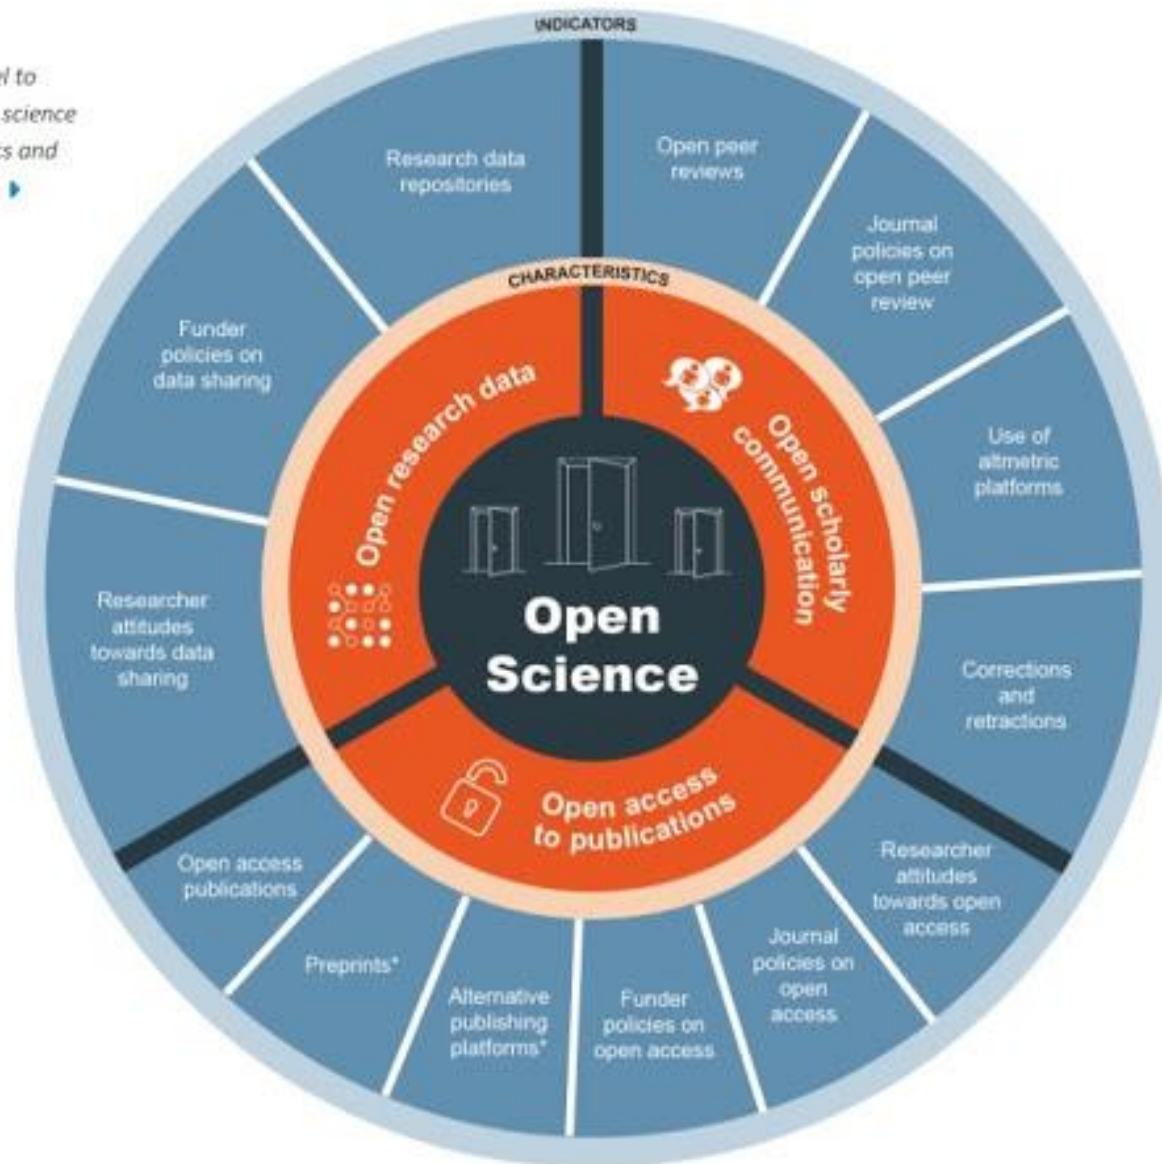 to
science
and
INDICATORS
Research data
repositories
Open peer
reviews
Journal
policies on
open peer
review
Use of
altmetric
platforms
Corrections
and
retractions
Researcher
attitudes
towards open
access
Journal
policies on
open
access
Funder
policies on
open access
Alternative
publishing
platforms*
Preprints*
Open access
publications
Researcher
attitudes
towards data
sharing
Funder
policies on
data sharing
CHARACTERISTICS
Open research data
Open scholarly
communication
Open access
to publications
Open
Science